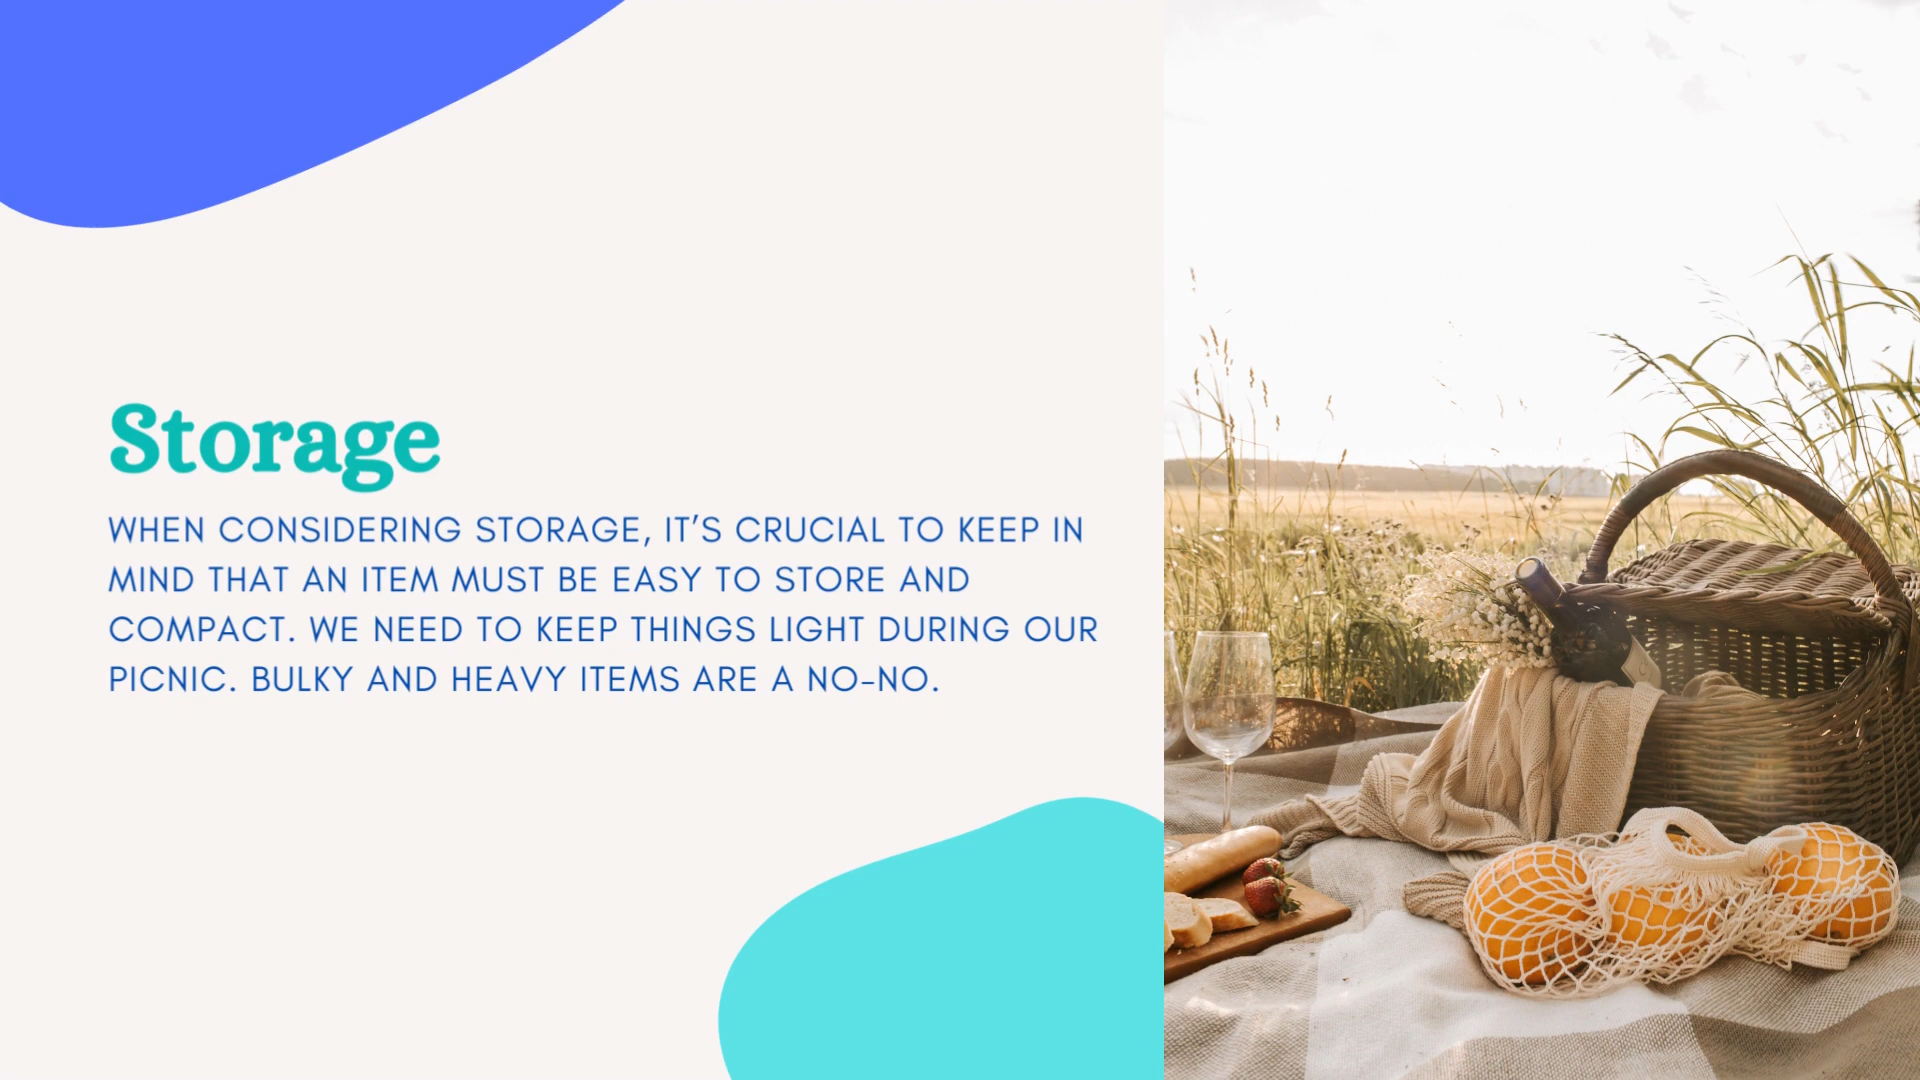 Storage
WHEN CONSIDERING STORAGE, IT'S CRUCIAL TO KEEP IN
MIND THAT AN ITEM MUST BE EASY TO STORE AND
COMPACT. WE NEED TO KEEP THINGS LIGHT DURING OUR
PICNIC. BULKY AND HEAVY ITEMS ARE A NO-NO.